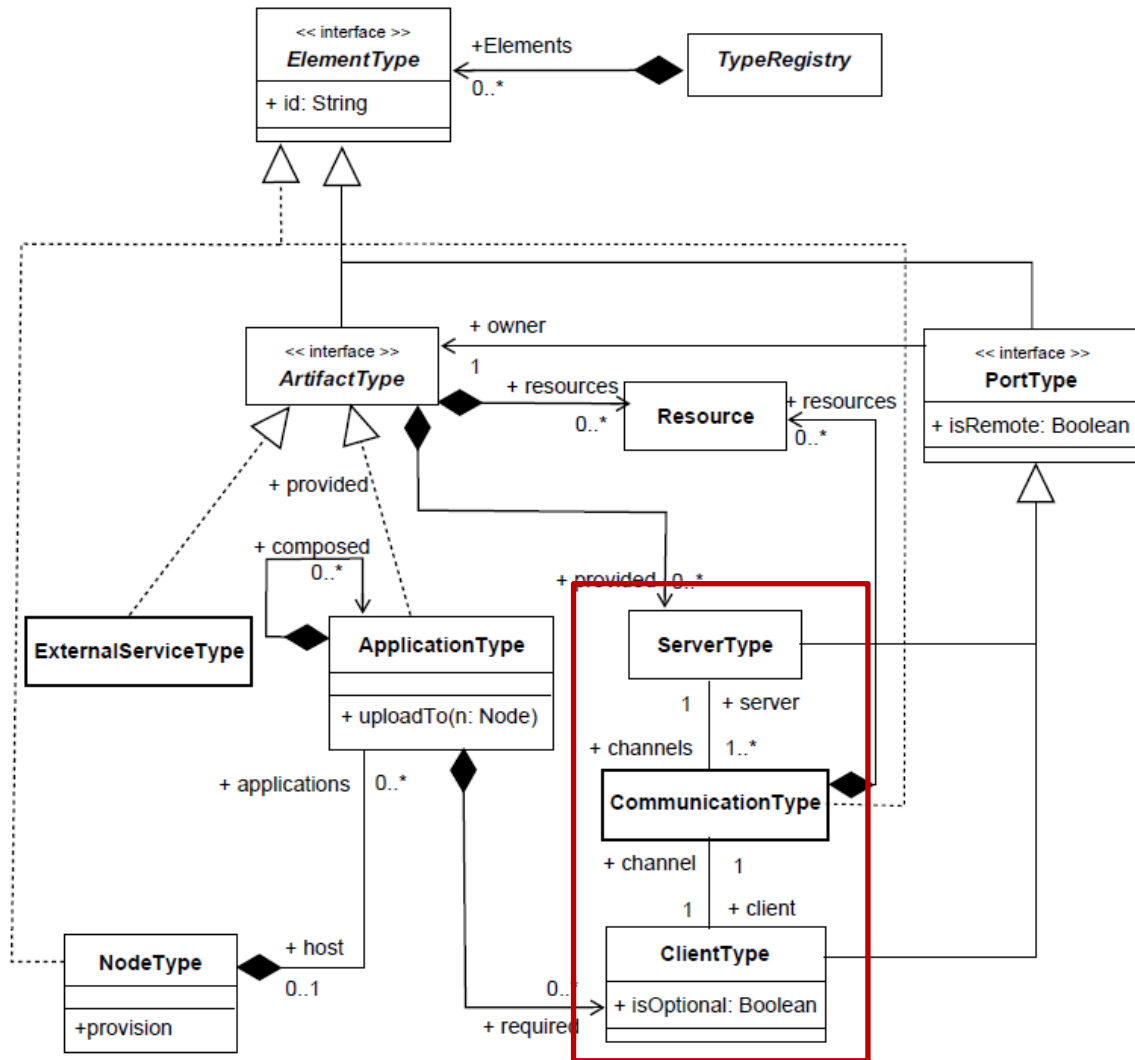 << interface >>
ElementType
+ id: String
+Elements
0..*
TypeRegistry
+ owner
1
<< interface >>
ArtifactType
<< interface >>
PortType
+ isRemote: Boolean
+ resources
0..*
Resource
+ resources
0..*
+ provided
+ composed
0..*
+ provided
0..*
ExternalServiceType
ApplicationType
+ uploadTo(n: Node)
ServerType
1
+ server
+ channels
1..*
+ applications
0..*
CommunicationType
+ channel
1
1
+ client
NodeType
+provision
+ host
0..1
ClientType
+ isOptional: Boolean
0..*
+ required